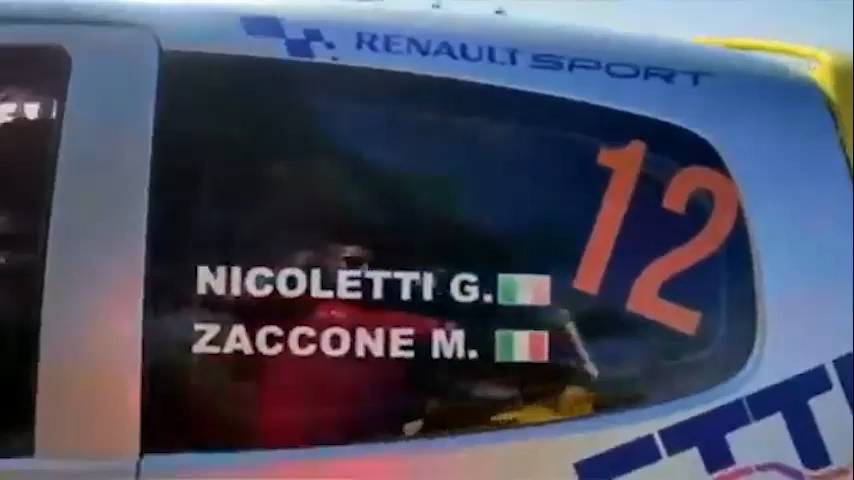 RENAULT SPORT
12
NICOLETTI G.
ZACCONE M.